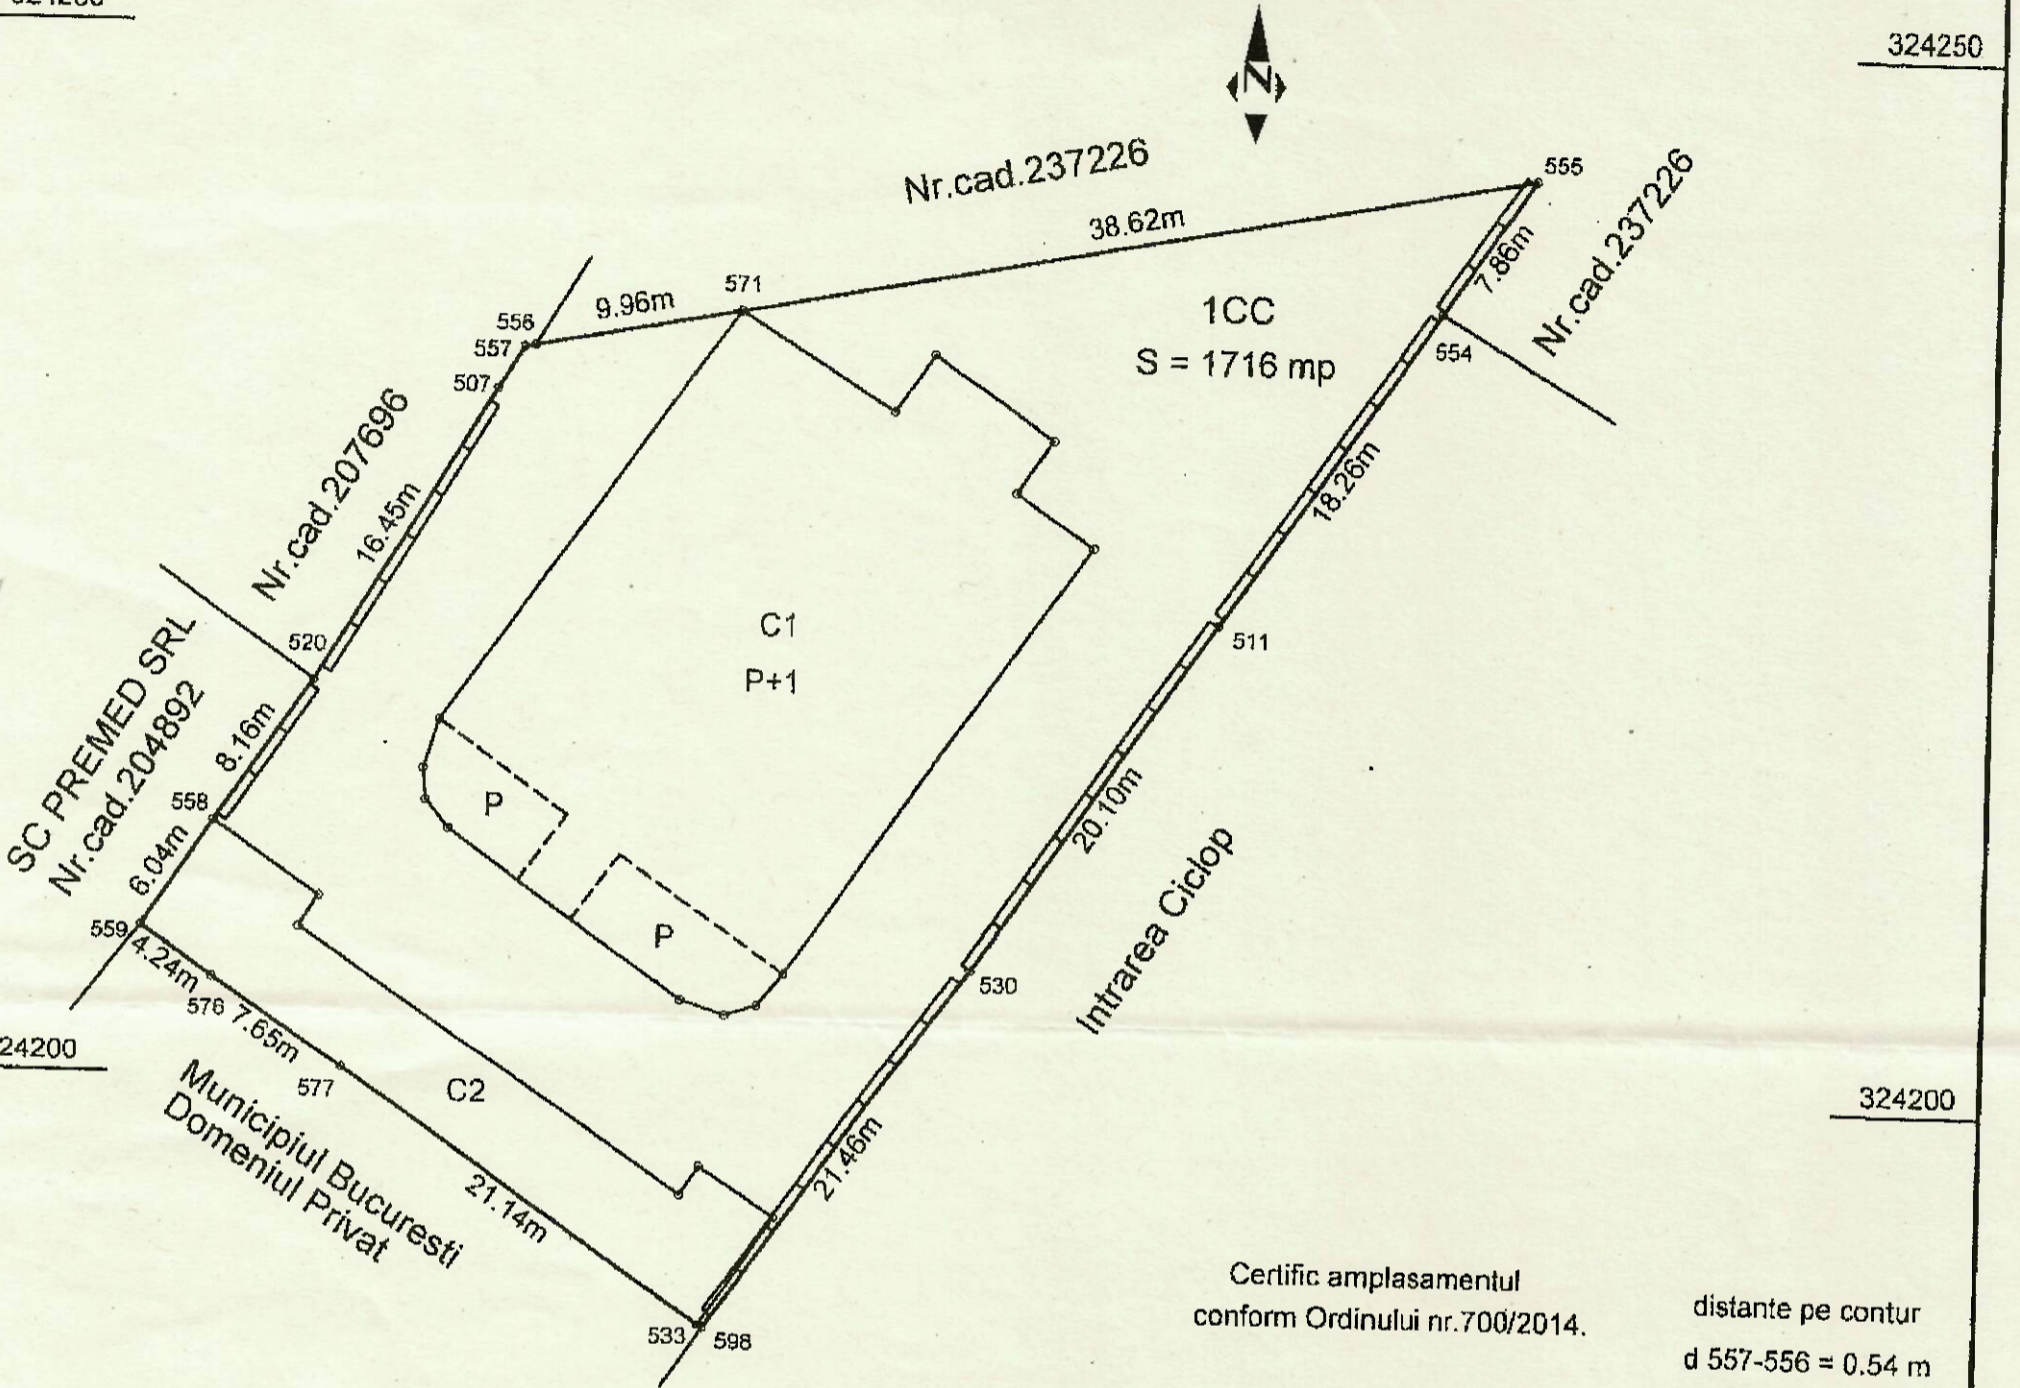 324250
N
Nr.cad.237226
555
38.62m
Nr.cad.237226
571
9.96m
7.86m
1CC
556
557
S = 1716 mp
554
507
Nr.cad.207696
18.26m
16.45m
C1
520
511
P+1
SC PREMED SRL
Nr.cad.204892
8.16m
558
P
20.10m
6.04m
P
Intrarea Ciclop
559
4.24m
530
576
7.65m
324200
577
C2
Municipiul Bucuresti
Domeniul Privat
21.14m
21.46m
533
598
Certific amplasamentul
conform Ordinului nr.700/2014.
distante pe contur
d 557-556 = 0.54 m